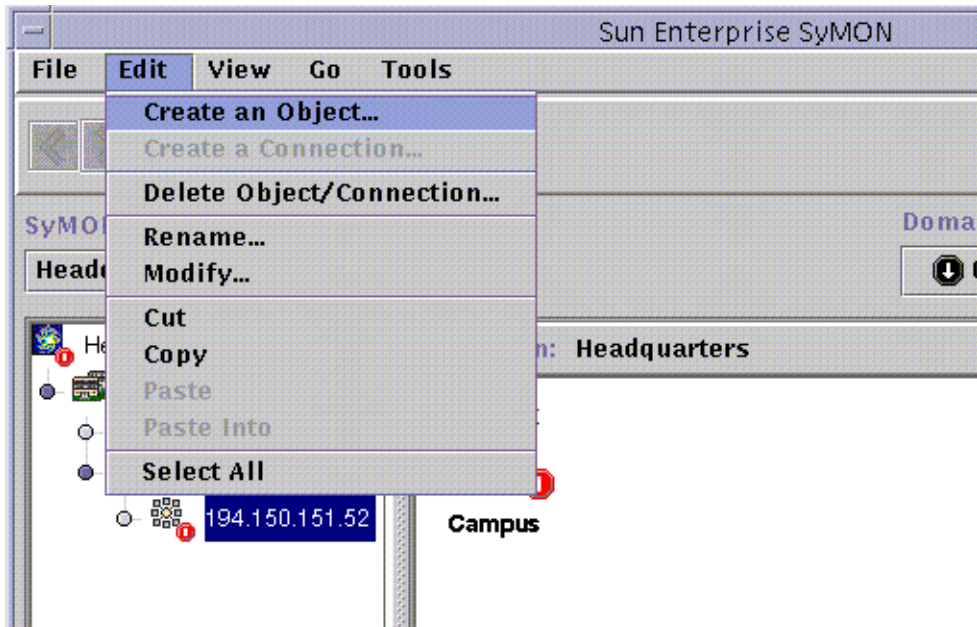 Sun Enterprise SyMON
File Edit View Go Tools
Create an Object...
Create a Connection...
Delete Object/Connection...
SyMO
Doma
Rename...
Head
Modify...
Cut
He
Copy
n: Headquarters
Paste
Paste Into
Select All
194.150.151.52
Campus